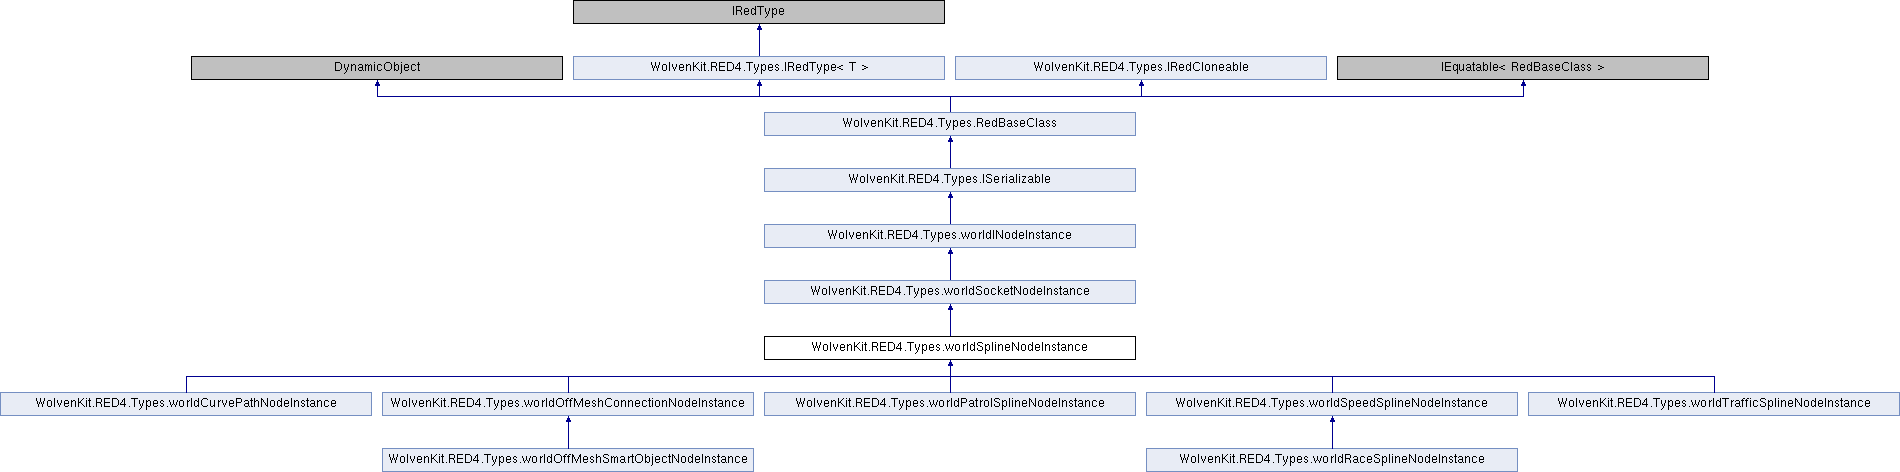 IRedType
DynamicObject
WolvenKit.RED4.Types.IRedType< T >
WolvenKit.RED4.Types.IRedCloneable
IEquatable< RedBaseClass >
WolvenKit.RED4.Types.RedBaseClass
WolvenKit.RED4.Types.ISerializable
WolvenKit.RED4.Types.worldINodeInstance
WolvenKit.RED4.Types.worldSocketNodeInstance
WolvenKit.RED4.Types.worldSplineNodeInstance
WolvenKit.RED4.Types.worldCurvePathNodeInstance
WolvenKit.RED4.Types.worldOffMeshConnectionNodeInstance
WolvenKit.RED4.Types.worldPatrolSplineNodeInstance
WolvenKit.RED4.Types.worldSpeedSplineNodeInstance
WolvenKit.RED4.Types.worldTrafficSplineNodeInstance
WolvenKit.RED4.Types.worldOffMeshSmartObjectNodeInstance
WolvenKit.RED4.Types.worldRaceSplineNodeInstance